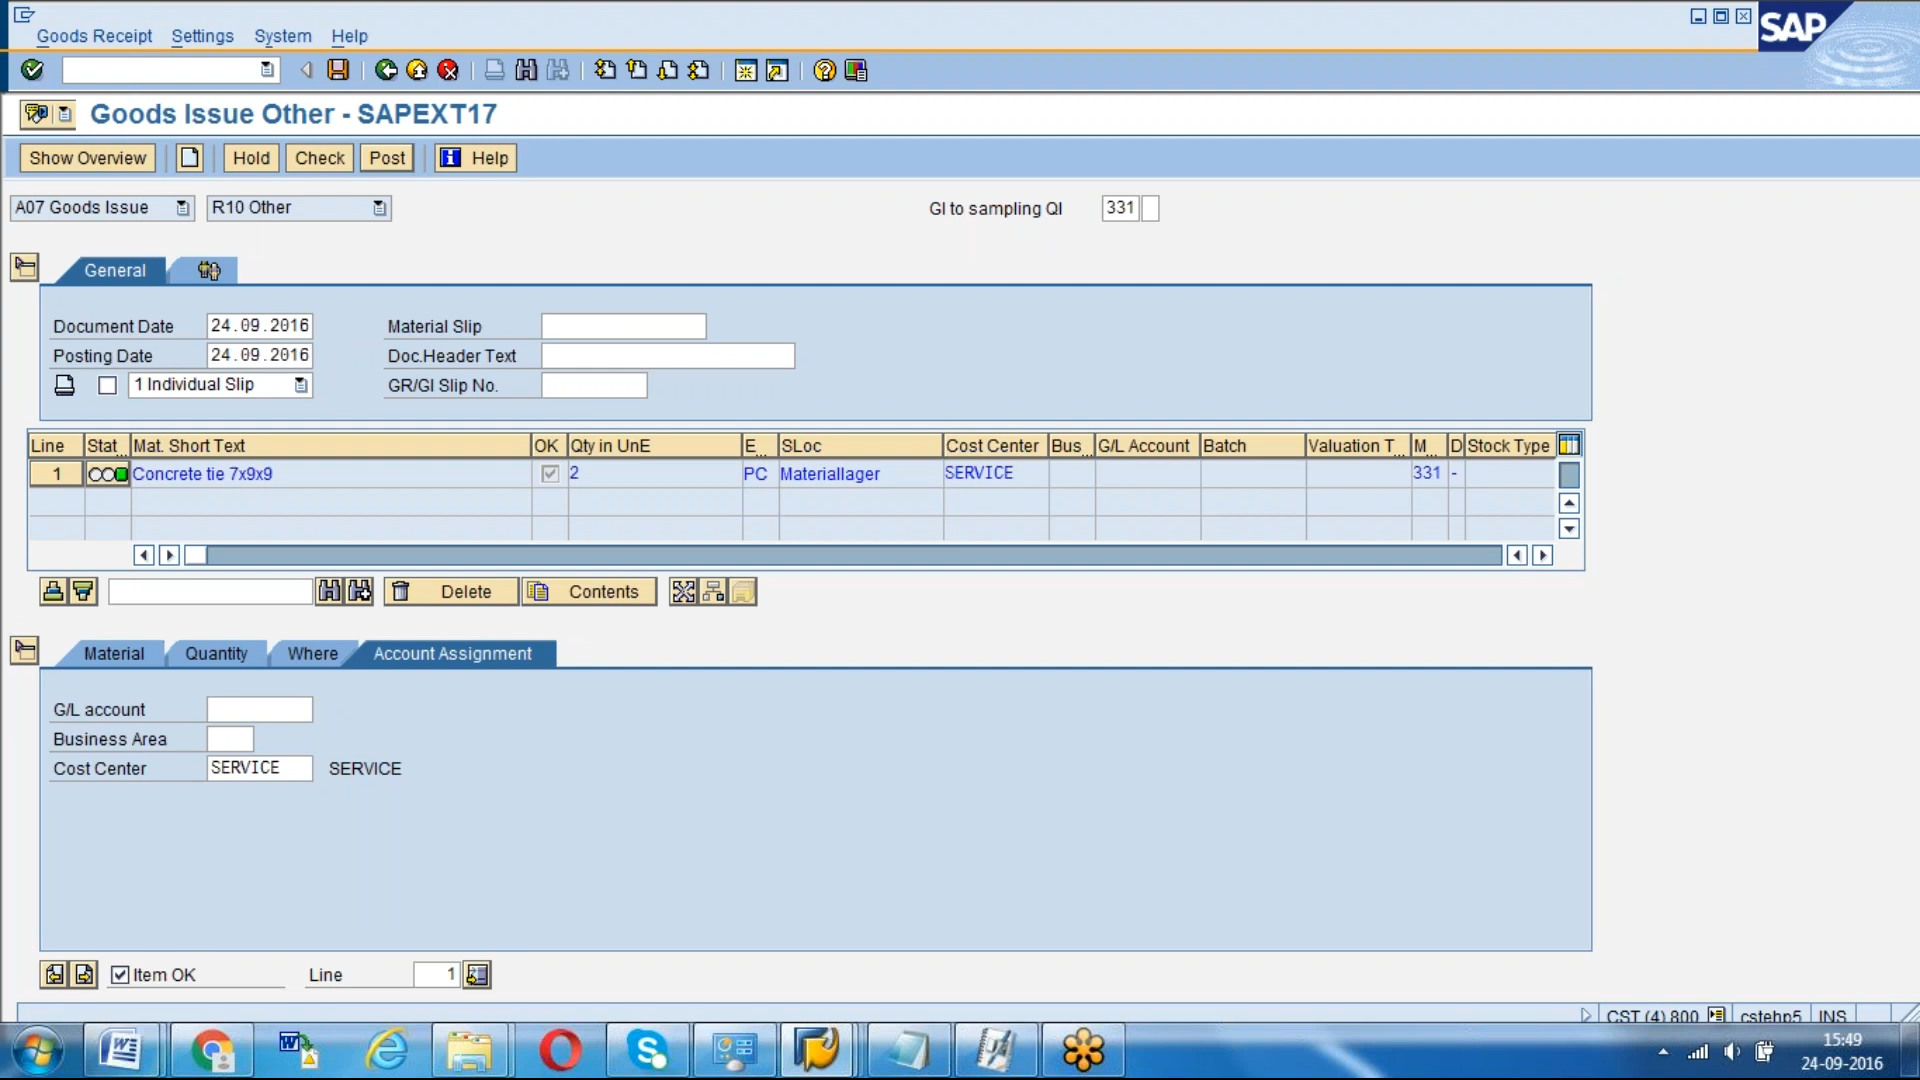 Goods Receipt Settings System Help
SAP
Goods Issue Other - SAPEXT17
Show Overview Hold Check Post Help
A07 Goods Issue R10 Other GI to sampling QI 331
General
Document Date 24.09.2016 Material Slip
Posting Date 24.09.2016 Doc.Header Text
1 Individual Slip GR/GI Slip No.
Line Stat... Mat. Short Text OK Qty in UnE E... SLoc Cost Center Bus... G/L Account Batch Valuation T... M... D Stock Type
1 Concrete tie 7x9x9 2 PC Materiallager SERVICE 331 -
Delete Contents
Material Quantity Where Account Assignment
G/L account
Business Area
Cost Center SERVICE SERVICE
Item OK Line 1
CST (4) 800 cstehp5 INS
15:49
24-09-2016